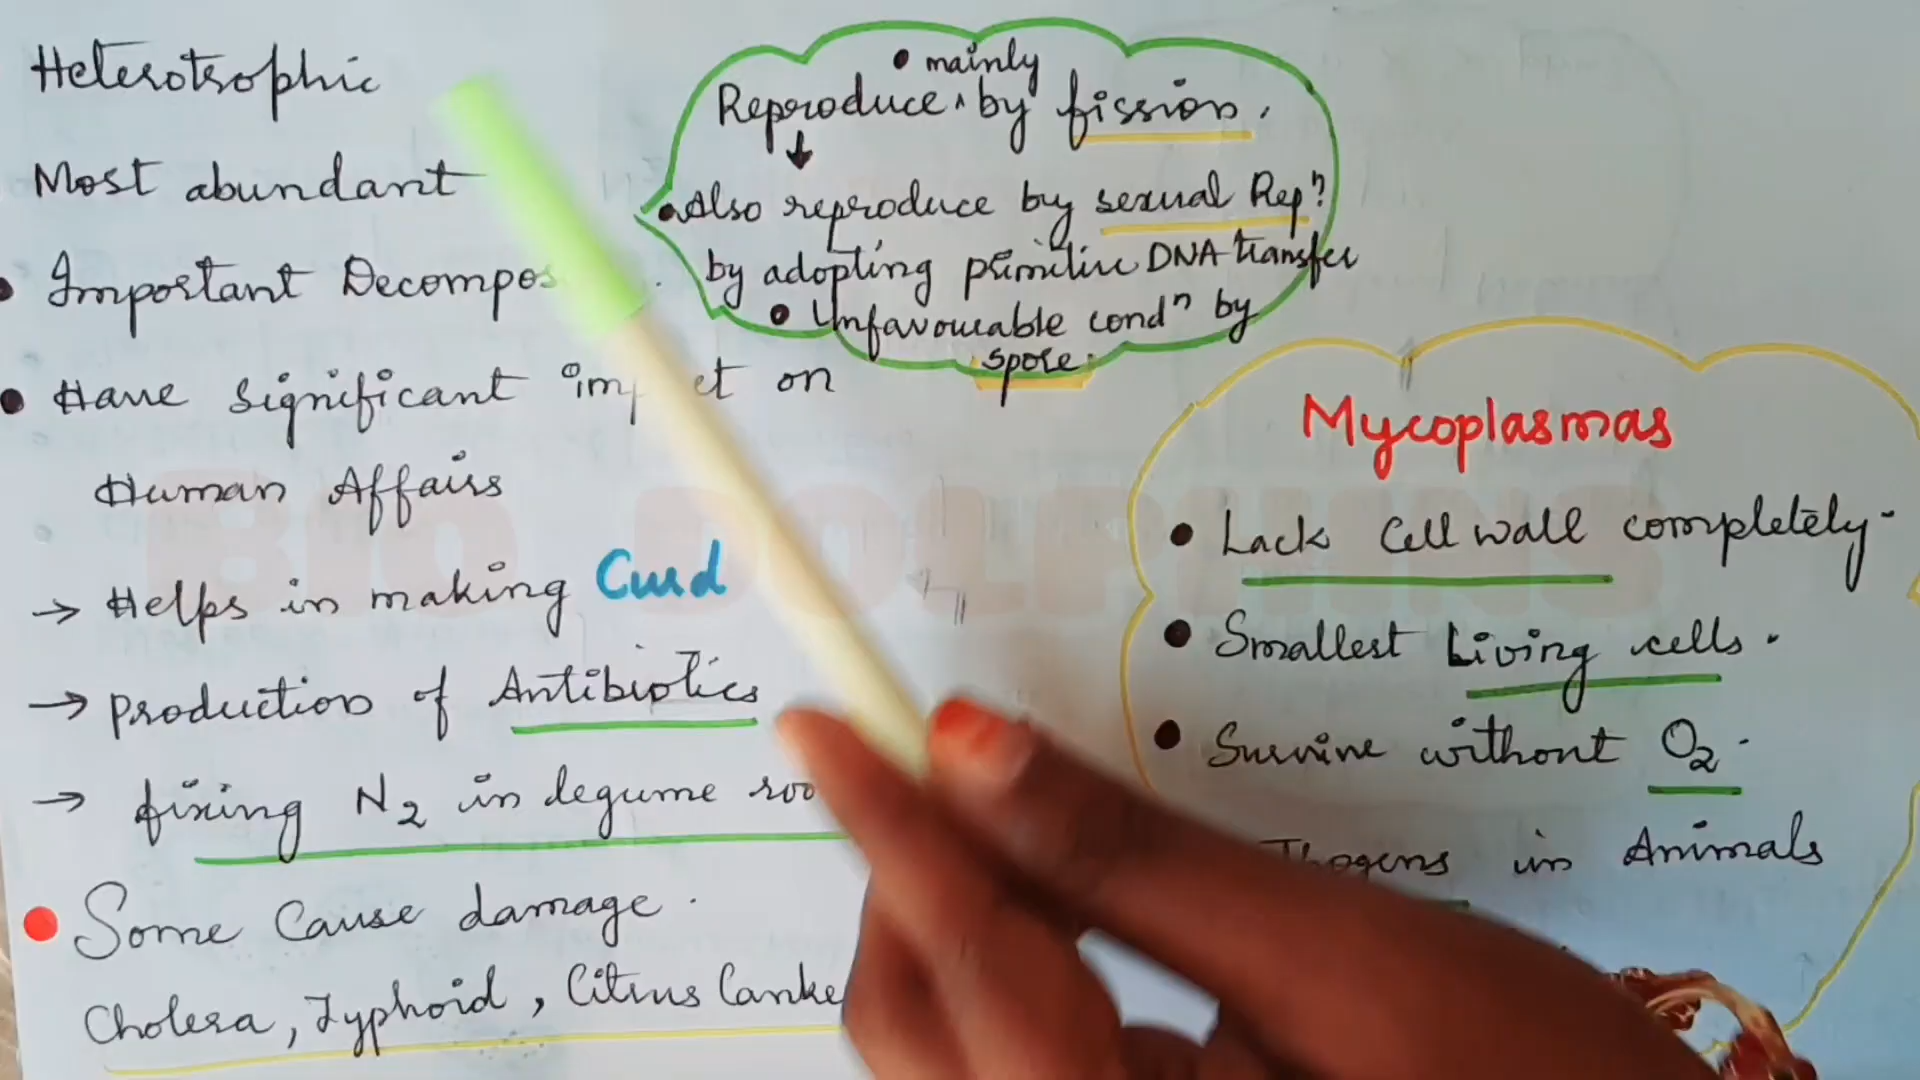 Heterotrophic
Most abundant
Important Decompos
Have significant on
Human Affairs
→ Helps in making Curd
→ production of Antibiotics
→ fixing N2 in legume
Some Cause damage.
Cholera, Typhoid, Citrus Canke
mainly
Reproduce ^ by fission.
↓
Also reproduce by sexual Repⁿ
by adopting primitive DNA transfer
Unfavourable condⁿ by
spore
Mycoplasmas
Lack Cell wall completely.
Smallest Living cells.
Survive without O2.
thogens in Animals
BIO DOLPHINS